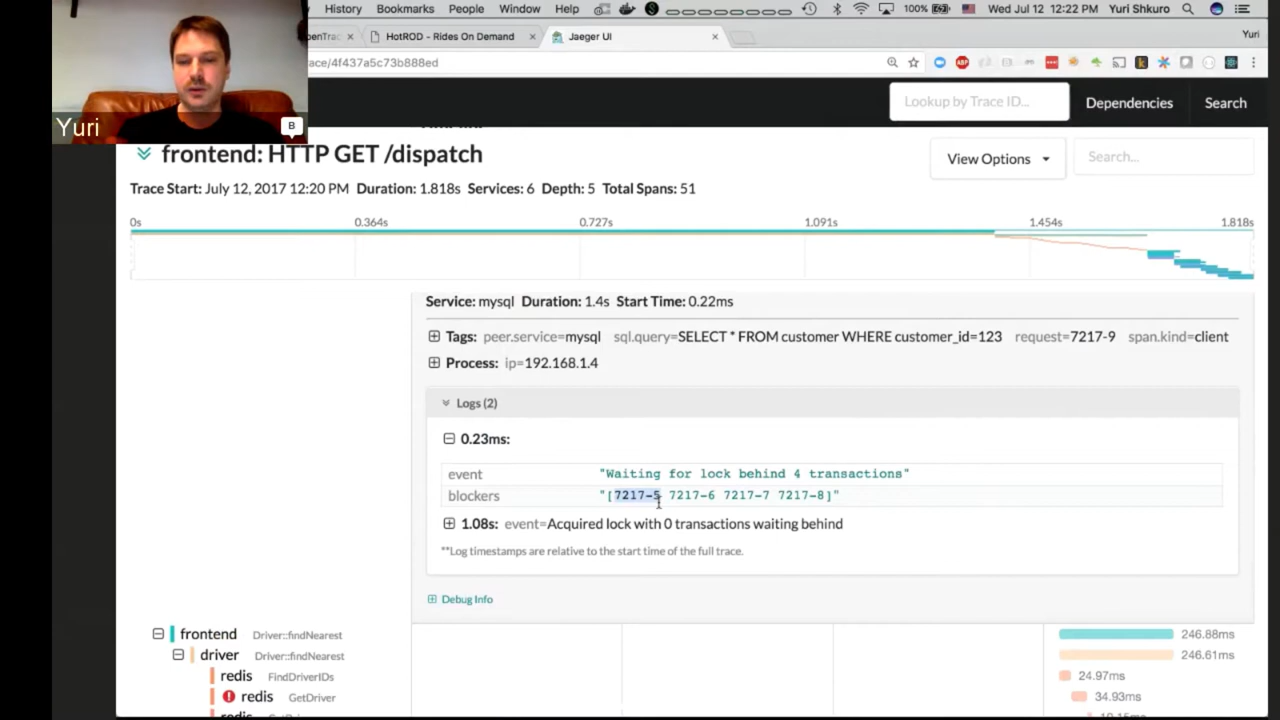 History Bookmarks People Window Help 100% Wed Jul 12 12:22 PM Yuri Shkuro
HotROD - Rides On Demand Jaeger UI Yuri
ace/4f437a5c73b888ed
Lookup by Trace ID... Dependencies Search
Yuri B
frontend: HTTP GET /dispatch View Options Search...
Trace Start: July 12, 2017 12:20 PM Duration: 1.818s Services: 6 Depth: 5 Total Spans: 51
0s 0.364s 0.727s 1.091s 1.454s 1.818s
Service: mysql Duration: 1.4s Start Time: 0.22ms
Tags: peer.service=mysql sql.query=SELECT * FROM customer WHERE customer_id=123 request=7217-9 span.kind=client
Process: ip=192.168.1.4
Logs (2)
0.23ms:
event "Waiting for lock behind 4 transactions"
blockers "[7217-5 7217-6 7217-7 7217-8]"
1.08s: event=Acquired lock with 0 transactions waiting behind
**Log timestamps are relative to the start time of the full trace.
Debug Info
frontend Driver::findNearest 246.88ms
driver Driver::findNearest 246.61ms
redis FindDriverIDs 24.97ms
redis GetDriver 34.93ms